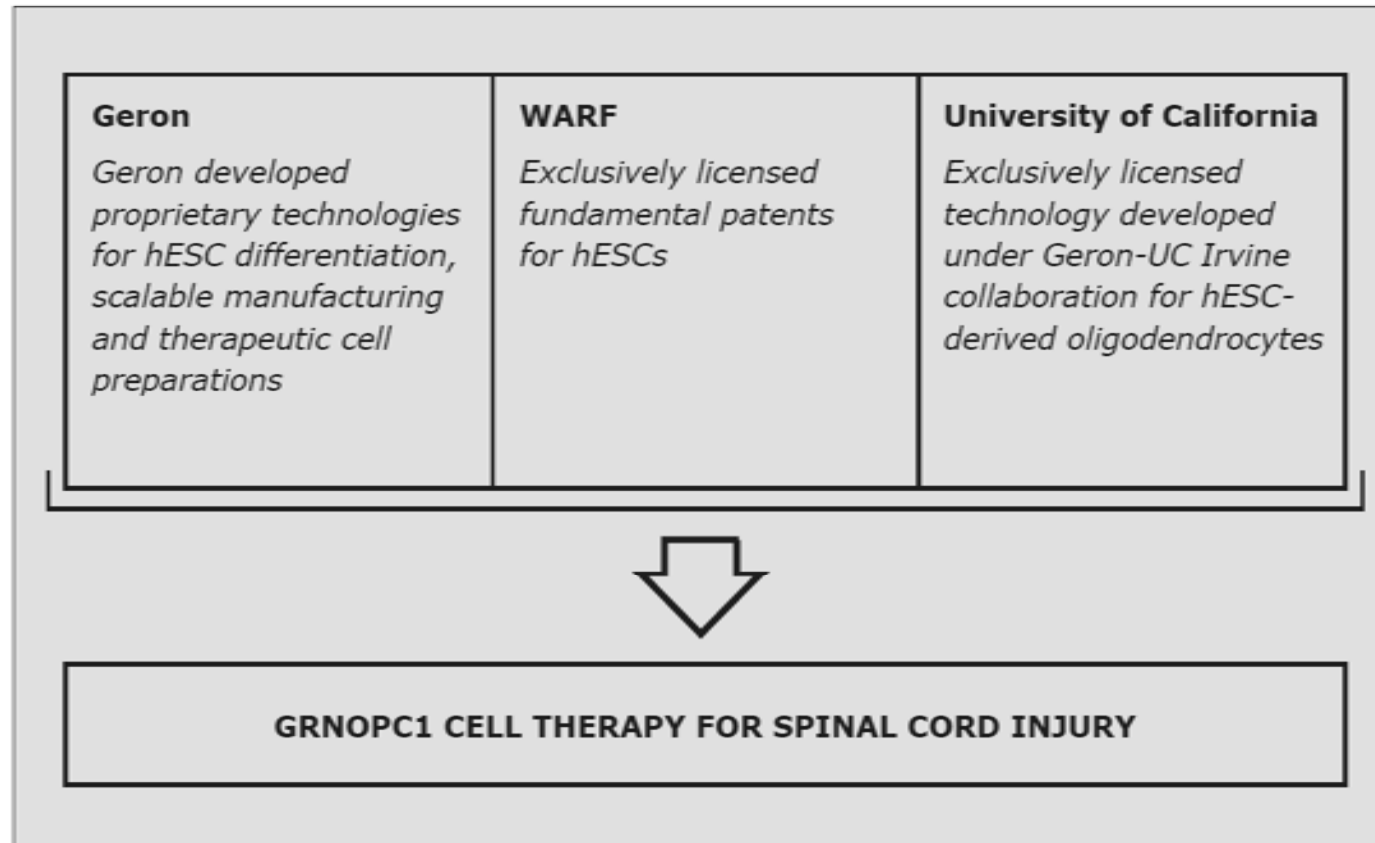 Geron
Geron developed
proprietary technologies
for hESC differentiation,
scalable manufacturing
and therapeutic cell
preparations
WARF
Exclusively licensed
fundamental patents
for hESCs
University of California
Exclusively licensed
technology developed
under Geron-UC Irvine
collaboration for hESC-
derived oligodendrocytes
GRNOPC1 CELL THERAPY FOR SPINAL CORD INJURY